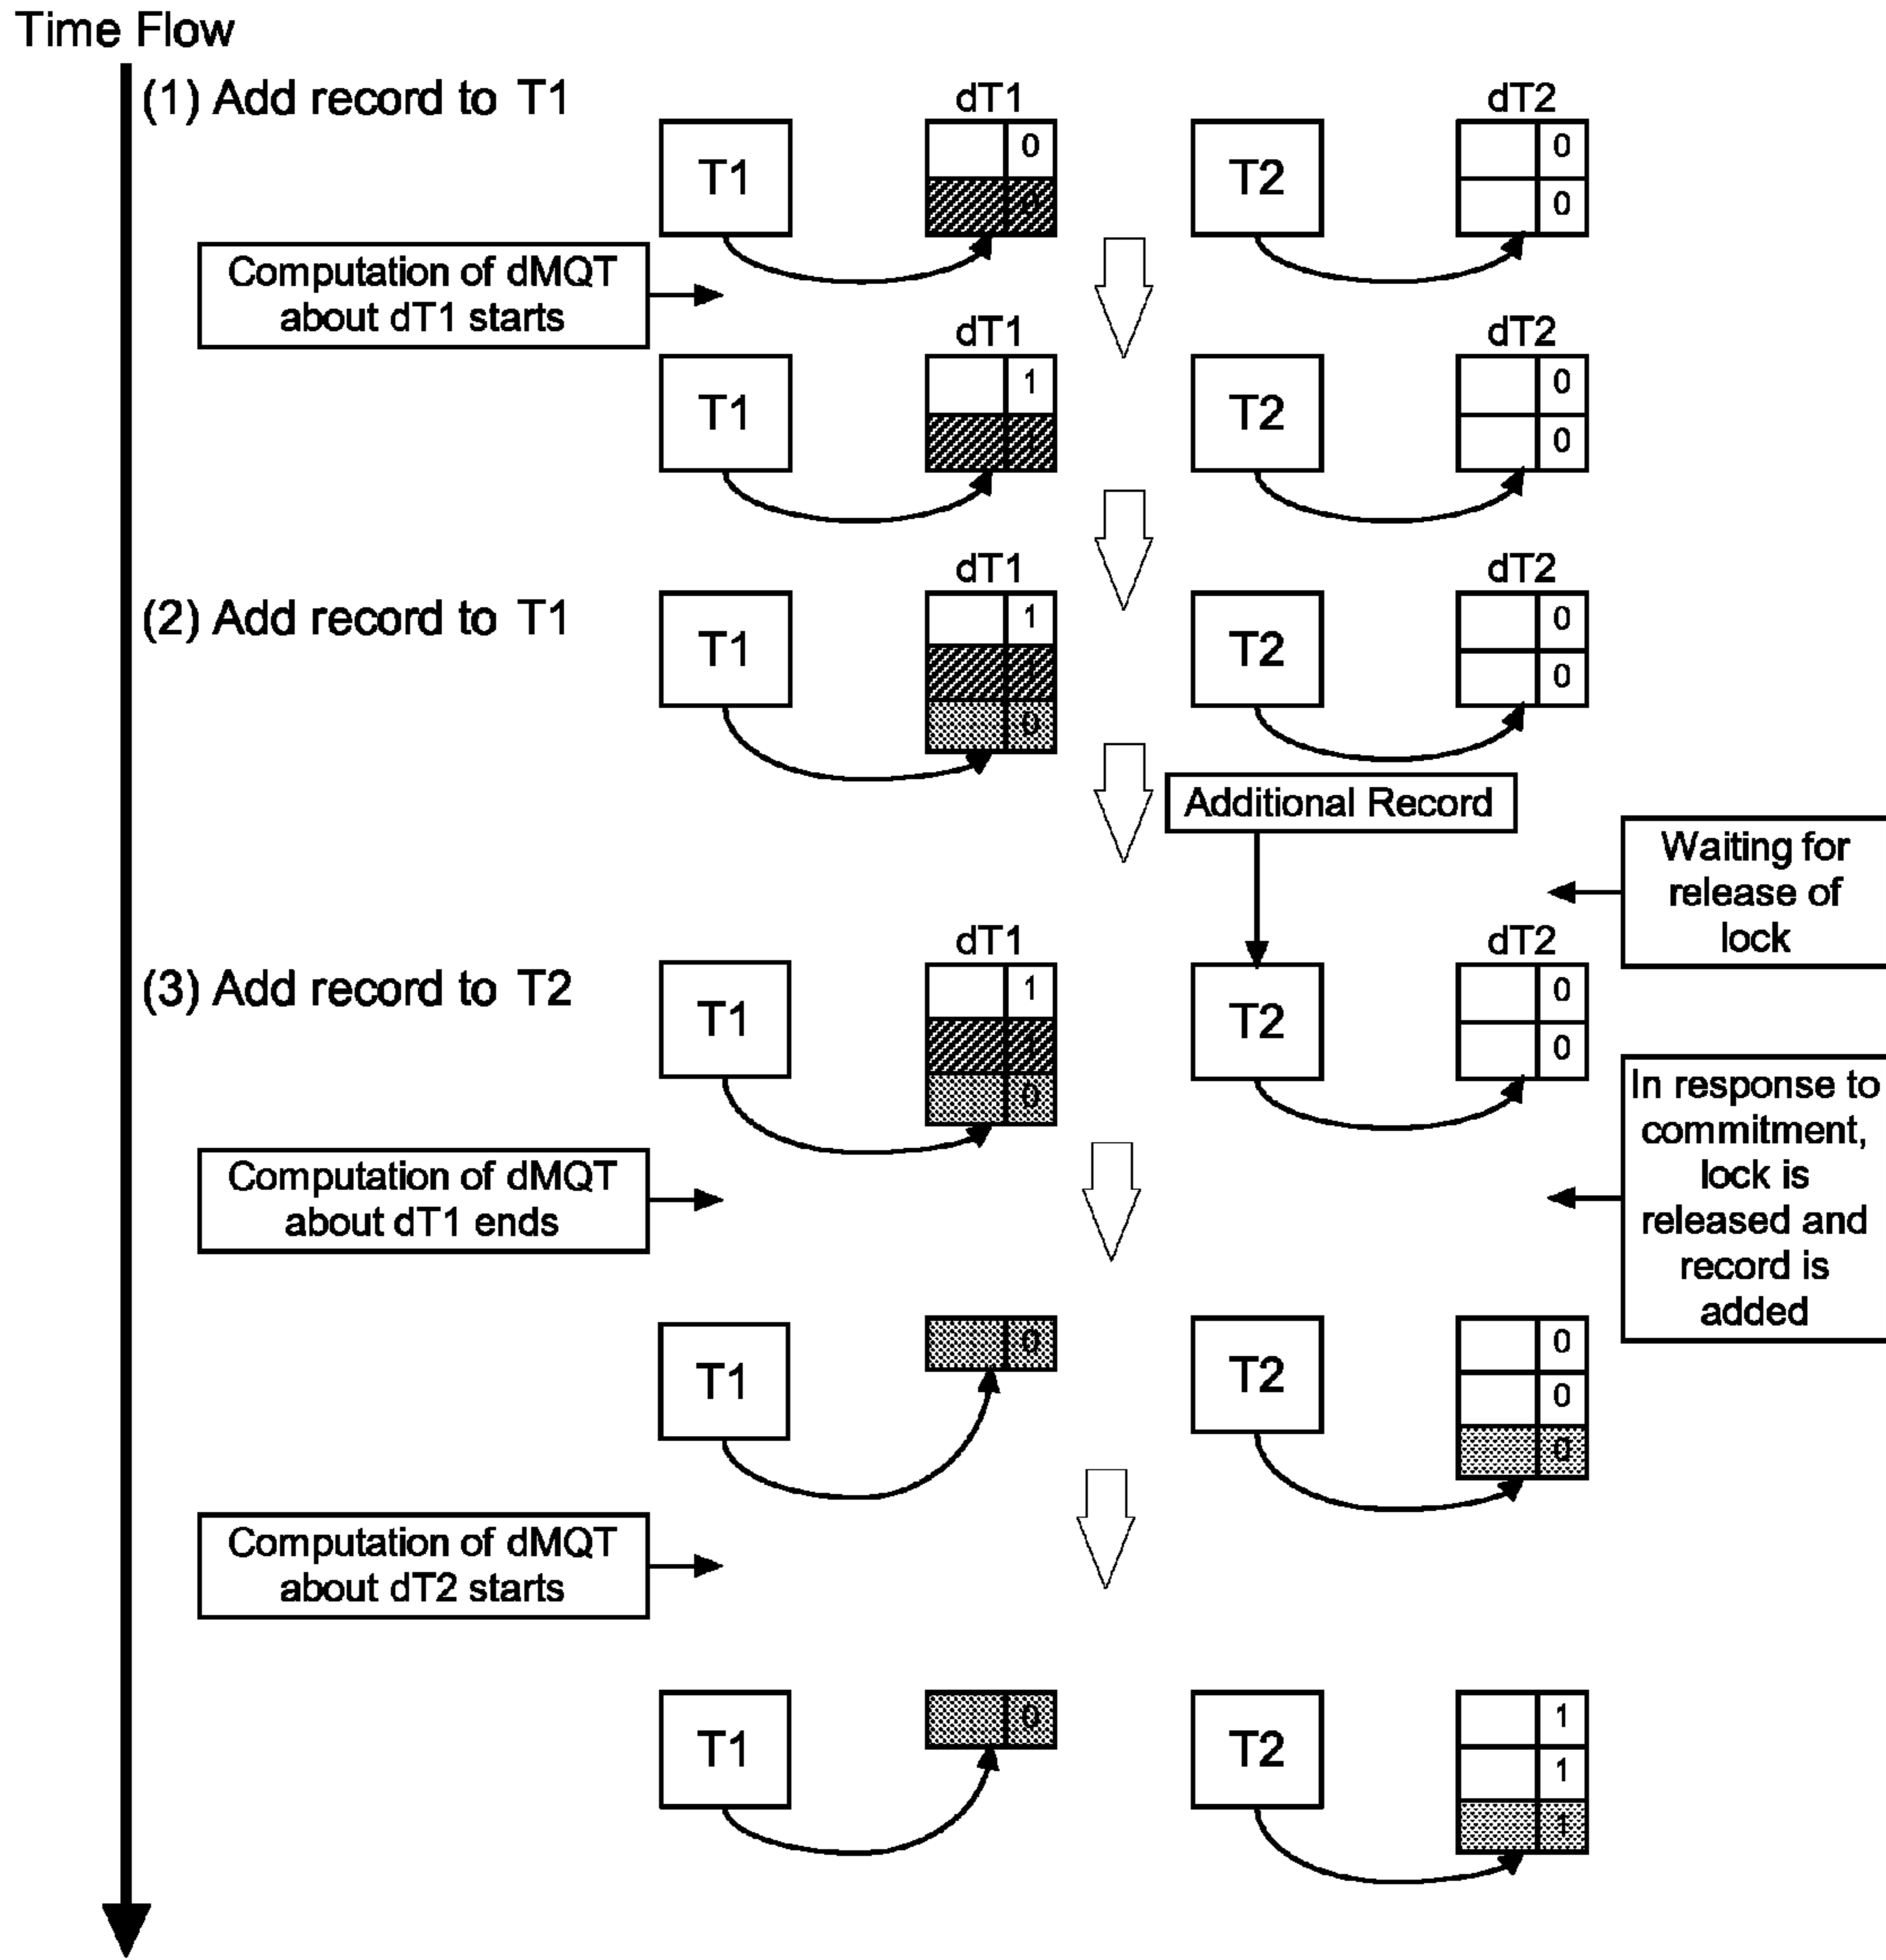 Time Flow
(1) Add record to T1
dT1
dT2
T1
0
0
T2
0
0
Computation of dMQT
about dT1 starts
dT1
dT2
T1
1
T2
0
0
(2) Add record to T1
dT1
dT2
T1
1
1
0
T2
0
0
Additional Record
Waiting for
release of
lock
(3) Add record to T2
dT1
dT2
T1
1
1
0
T2
0
0
Computation of dMQT
about dT1 ends
In response to
commitment,
lock is
released and
record is
added
T1
0
T2
0
0
0
Computation of dMQT
about dT2 starts
T1
0
T2
1
1
1